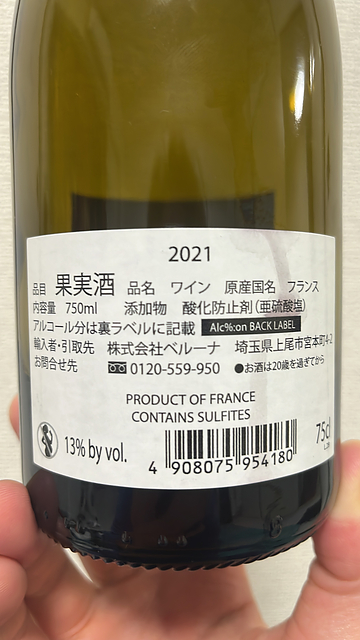 2021
品目 果実酒 品名 ワイン 原産国名 フランス
内容量 750ml 添加物 酸化防止剤(亜硫酸塩)
アルコール分は裏ラベルに記載 Alc%:on BACK LABEL
輸入者・引取先 株式会社ベルーナ 埼玉県上尾市宮本町4-2
お問合せ先 0120-559-950 ●お酒は20歳を過ぎてから
PRODUCT OF FRANCE
CONTAINS SULFITES
13% by vol.
75cl
4 908075 954180